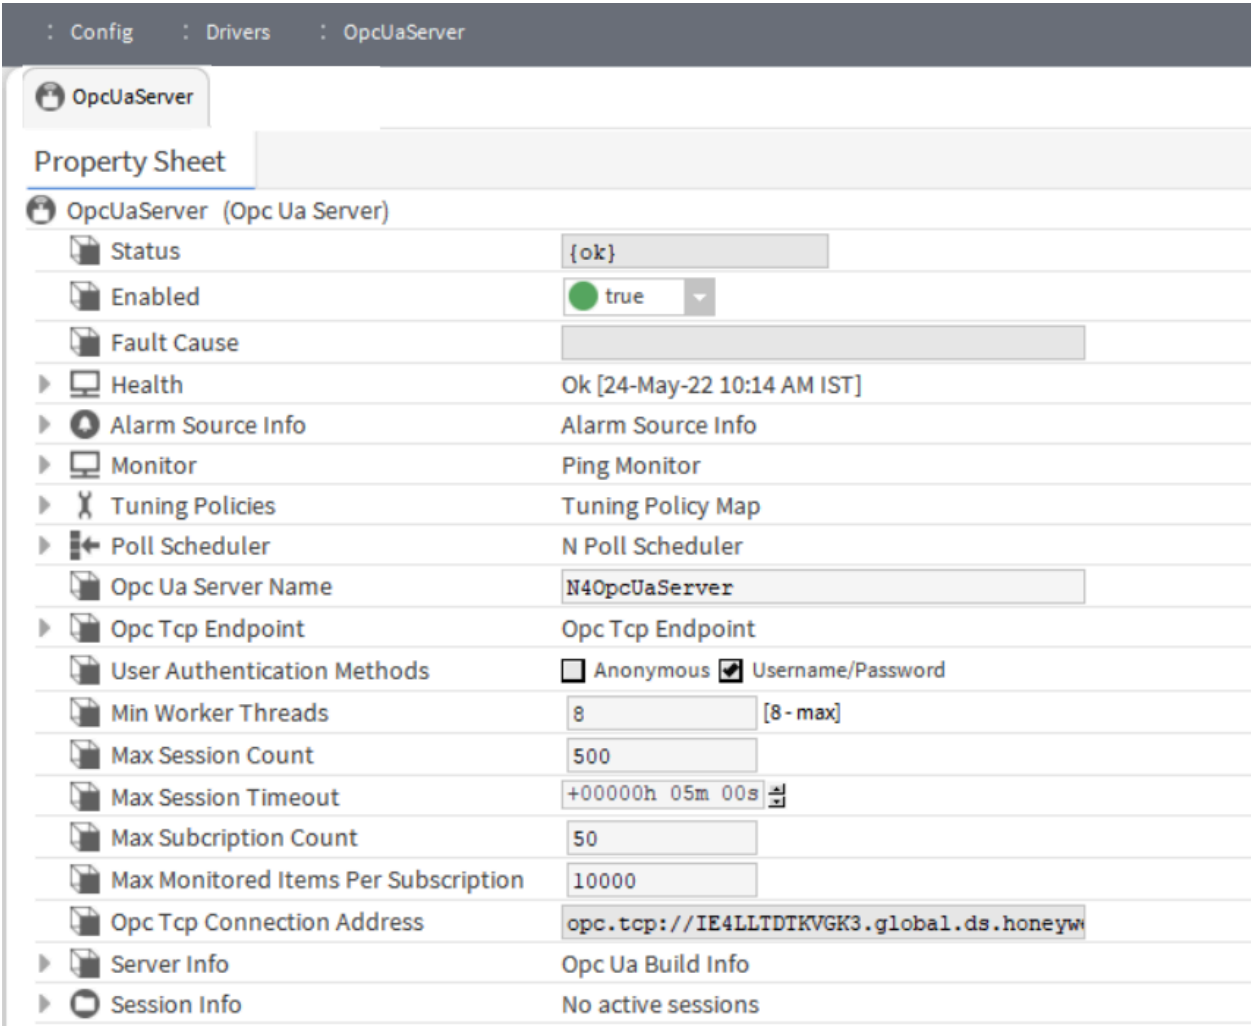 : Config : Drivers : OpcUaServer
OpcUaServer
Property Sheet
OpcUaServer (Opc Ua Server)
Status {ok}
Enabled true
Fault Cause
Health Ok [24-May-22 10:14 AM IST]
Alarm Source Info Alarm Source Info
Monitor Ping Monitor
Tuning Policies Tuning Policy Map
Poll Scheduler N Poll Scheduler
Opc Ua Server Name N4OpcUaServer
Opc Tcp Endpoint Opc Tcp Endpoint
User Authentication Methods Anonymous Username/Password
Min Worker Threads 8 [8 - max]
Max Session Count 500
Max Session Timeout +00000h 05m 00s
Max Subcription Count 50
Max Monitored Items Per Subscription 10000
Opc Tcp Connection Address opc.tcp://IE4LLTDTKVGK3.global.ds.honeyw
Server Info Opc Ua Build Info
Session Info No active sessions